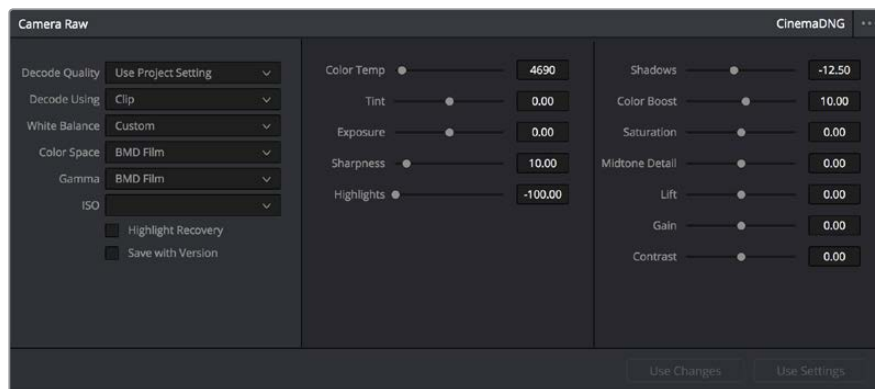 Camera Raw
CinemaDNG
Decode Quality Use Project Setting
Decode Using Clip
White Balance Custom
Color Space BMD Film
Gamma BMD Film
ISO
Highlight Recovery
Save with Version
Color Temp 4690
Tint 0.00
Exposure 0.00
Sharpness 10.00
Highlights -100.00
Shadows -12.50
Color Boost 10.00
Saturation 0.00
Midtone Detail 0.00
Lift 0.00
Gain 0.00
Contrast 0.00
Use Changes
Use Settings